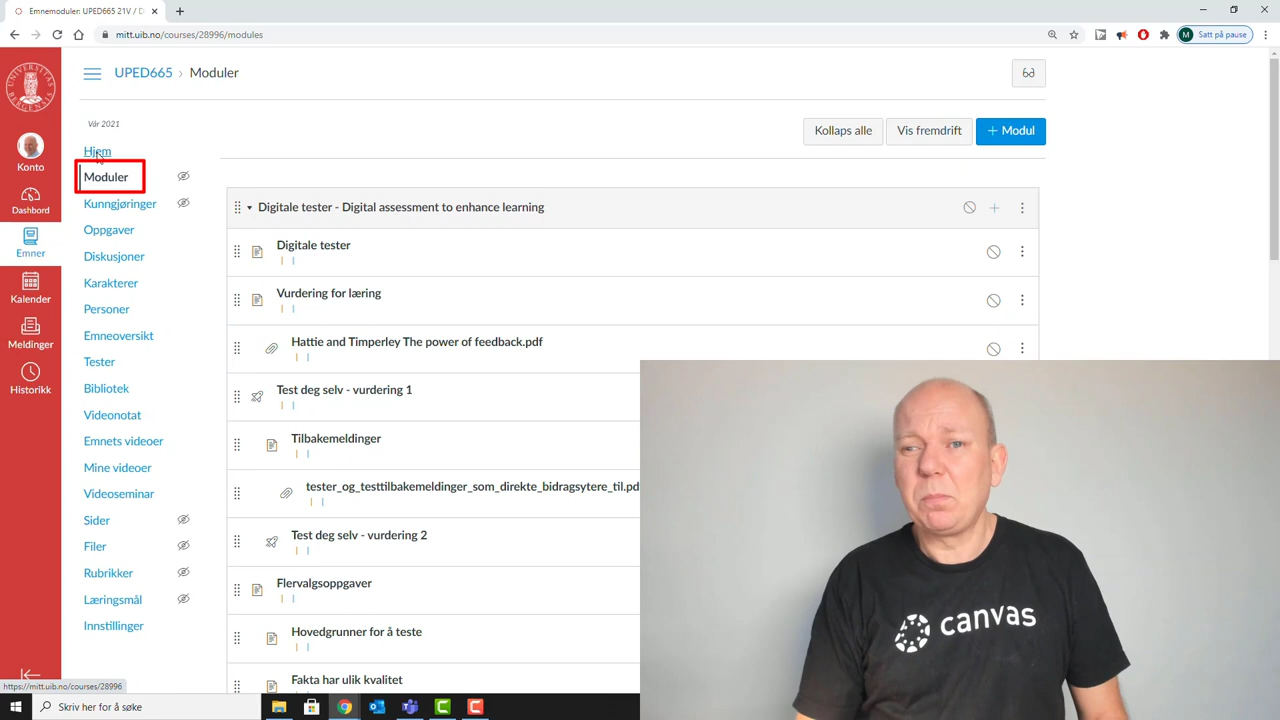 Emnemoduler: UPED665 21V / D
mitt.uib.no/courses/28996/modules
M Satt på pause
UNIVERSITAS BERGENSIS
Konto
Dashbord
Emner
Kalender
Meldinger
Historikk
UPED665 › Moduler
Vår 2021
Hjem
Moduler
Kunngjøringer
Oppgaver
Diskusjoner
Karakterer
Personer
Emneoversikt
Tester
Bibliotek
Videonotat
Emnets videoer
Mine videoer
Videoseminar
Sider
Filer
Rubrikker
Læringsmål
Innstillinger
Kollaps alle
Vis fremdrift
+ Modul
Digitale tester - Digital assessment to enhance learning
Digitale tester
Vurdering for læring
Hattie and Timperley The power of feedback.pdf
Test deg selv - vurdering 1
Tilbakemeldinger
tester_og_testtilbakemeldinger_som_direkte_bidragsytere_til.pd
Test deg selv - vurdering 2
Flervalgsoppgaver
Hovedgrunner for å teste
Fakta har ulik kvalitet
canvas
https://mitt.uib.no/courses/28996
Skriv her for å søke